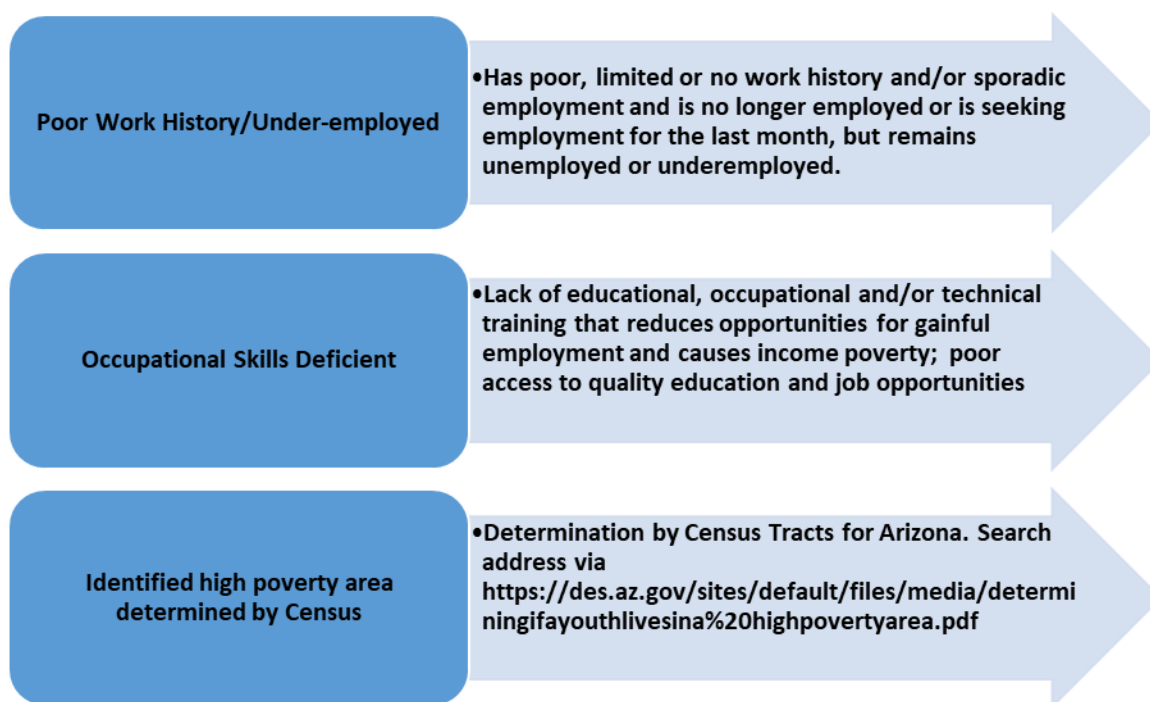 Poor Work History/Under-employed
•Has poor, limited or no work history and/or sporadic
employment and is no longer employed or is seeking
employment for the last month, but remains
unemployed or underemployed.
Occupational Skills Deficient
•Lack of educational, occupational and/or technical
training that reduces opportunities for gainful
employment and causes income poverty; poor
access to quality education and job opportunities
Identified high poverty area
determined by Census
•Determination by Census Tracts for Arizona. Search
address via
https://des.az.gov/sites/default/files/media/determi
ningifayouthlivesina%20highpovertyarea.pdf